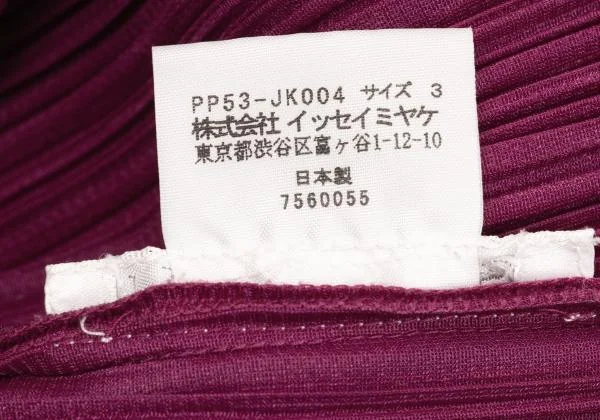 PP53-JK004 サイズ 3
株式会社 イッセイミヤケ
東京都渋谷区富ヶ谷1-12-10
日本製
7560055